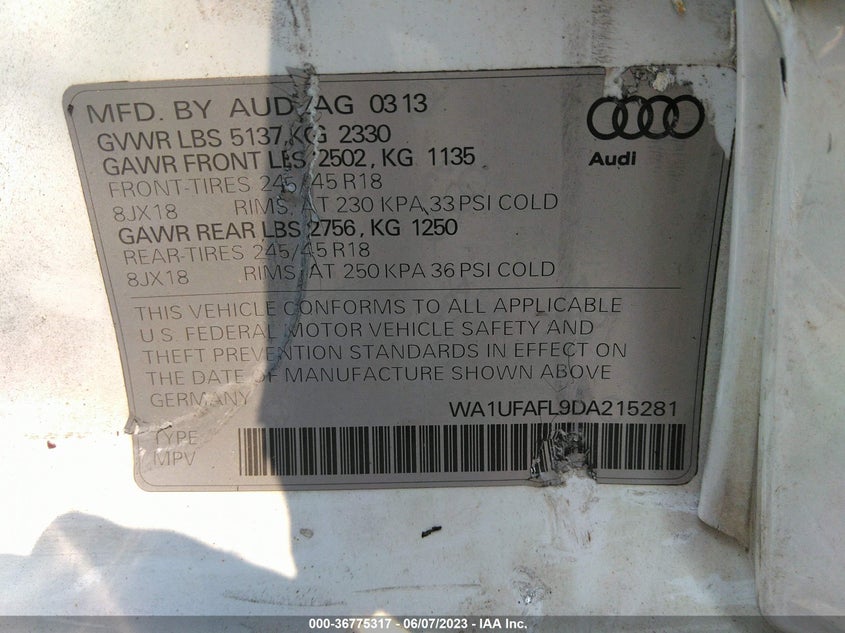 MFD. BY AUDI AG 03 13
GVWR LBS 5137, KG 2330
GAWR FRONT LBS 2502, KG 1135
FRONT-TIRES 245/45 R18
8JX18 RIMS, AT 230 KPA, 33 PSI COLD
GAWR REAR LBS 2756, KG 1250
REAR-TIRES 245/45 R18
8JX18 RIMS, AT 250 KPA 36 PSI COLD
Audi
THIS VEHICLE CONFORMS TO ALL APPLICABLE
U.S. FEDERAL MOTOR VEHICLE SAFETY AND
THEFT PREVENTION STANDARDS IN EFFECT ON
THE DATE OF MANUFACTURE SHOWN ABOVE
GERMANY WA1UFAFL9DA215281
TYPE
MPV
000-36775317 - 06/07/2023 - IAA Inc.